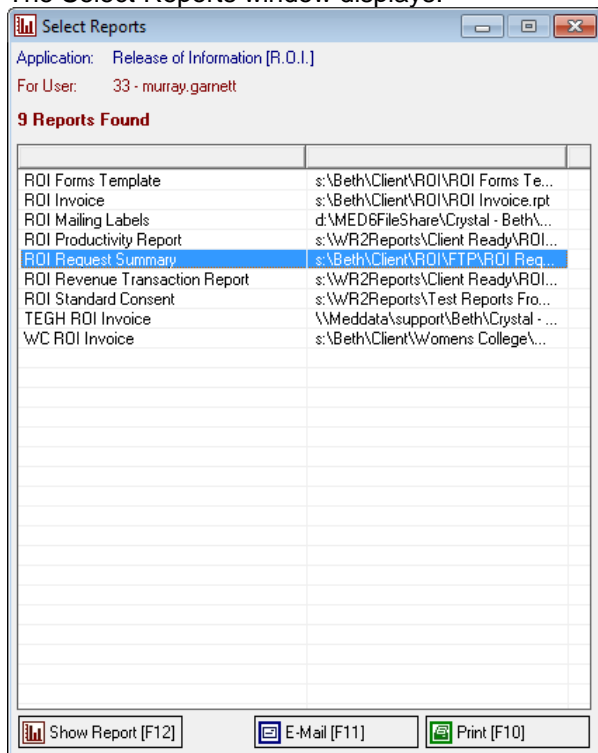 The Select Reports window displays.
Select Reports
Application: Release of Information [R.O.I.]
For User: 33 - murray.garnett
9 Reports Found
ROI Forms Template s:\Beth\Client\ROI\ROI Forms Te...
ROI Invoice s:\Beth\Client\ROI\ROI Invoice.rpt
ROI Mailing Labels d:\MED6FileShare\Crystal - Beth\...
ROI Productivity Report s:\WR2Reports\Client Ready\ROI...
ROI Request Summary s:\Beth\Client\ROI\FTP\ROI Req...
ROI Revenue Transaction Report s:\WR2Reports\Client Ready\ROI...
ROI Standard Consent s:\WR2Reports\Test Reports Fro...
TEGH ROI Invoice \\Meddata\support\Beth\Crystal - ...
WC ROI Invoice s:\Beth\Client\Womens College\...
Show Report [F12] E-Mail [F11] Print [F10]